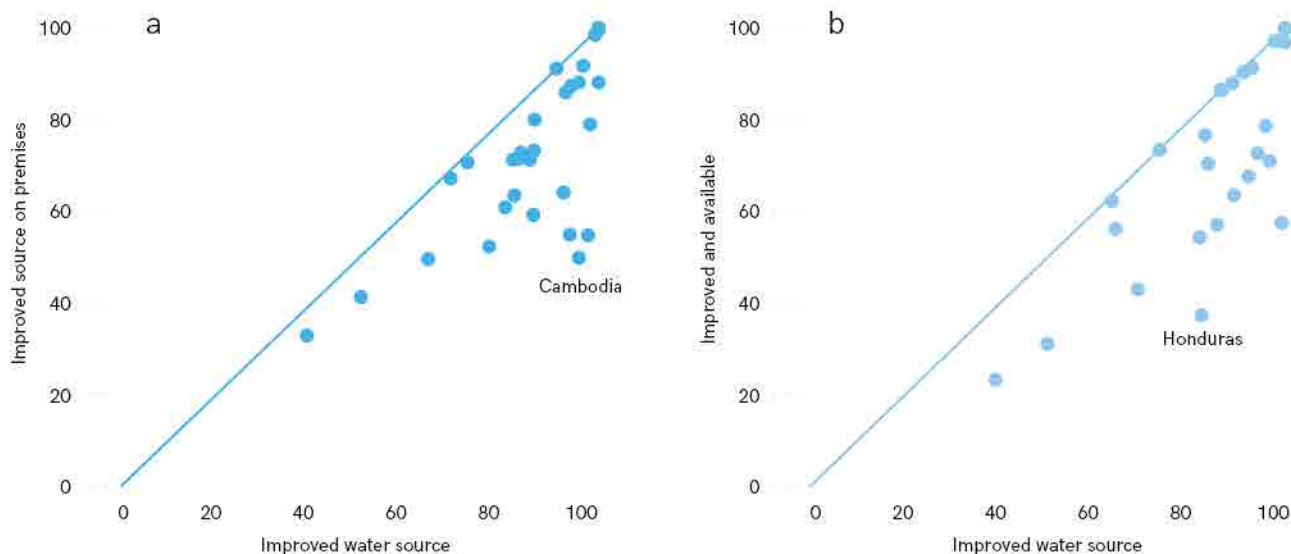 a
100
80
60
40
20
0
Improved source on premises
Cambodia
0 20 40 60 80 100
Improved water source
b
100
80
60
40
20
0
Improved and available
Honduras
0 20 40 60 80 100
Improved water source